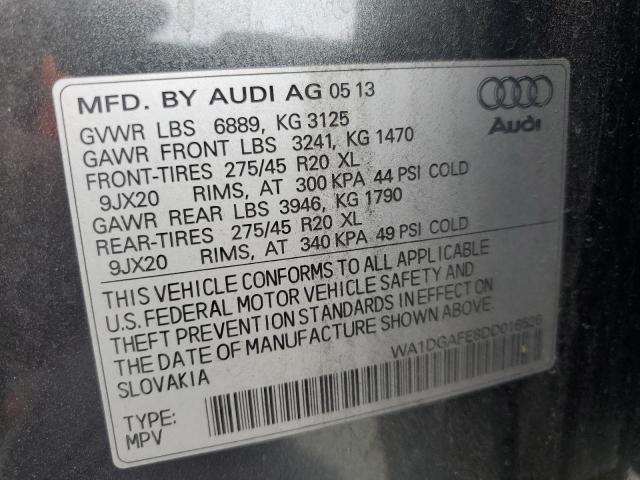 MFD. BY AUDI AG 05 13
GVWR LBS 6889, KG 3125
GAWR FRONT LBS 3241, KG 1470
FRONT-TIRES 275/45 R20 XL
9JX20 RIMS, AT 300 KPA 44 PSI COLD
GAWR REAR LBS 3946, KG 1790
REAR-TIRES 275/45 R20 XL
9JX20 RIMS, AT 340 KPA 49 PSI COLD
THIS VEHICLE CONFORMS TO ALL APPLICABLE
U.S. FEDERAL MOTOR VEHICLE SAFETY AND
THEFT PREVENTION STANDARDS IN EFFECT ON
THE DATE OF MANUFACTURE SHOWN ABOVE.
SLOVAKIA
WA1DGAFE8DD016526
TYPE:
MPV
Audi